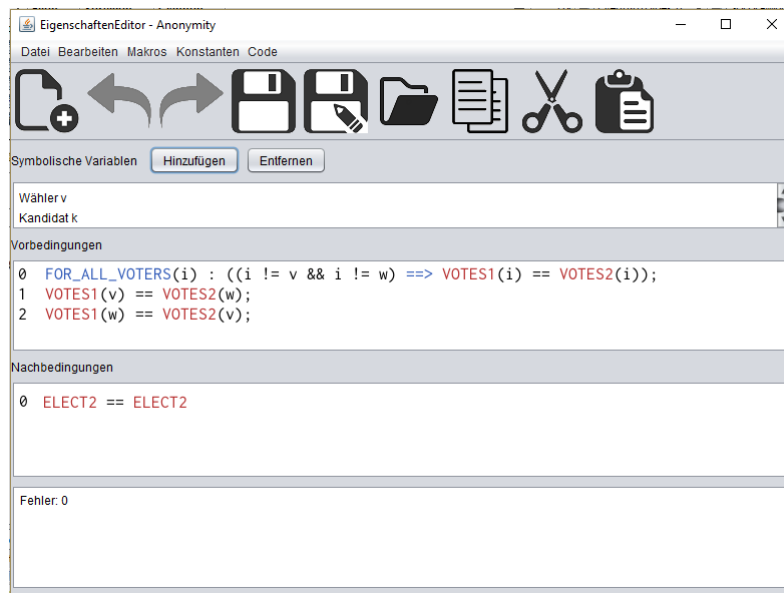 EigenschaftenEditor - Anonymity
Datei Bearbeiten Makros Konstanten Code
Symbolische Variablen Hinzufügen Entfernen
Wähler v
Kandidat k
Vorbedingungen
0 FOR_ALL_VOTERS(i) : ((i != v && i != w) ==> VOTES1(i) == VOTES2(i));
1 VOTES1(v) == VOTES2(w);
2 VOTES1(w) == VOTES2(v);
Nachbedingungen
0 ELECT2 == ELECT2
Fehler: 0